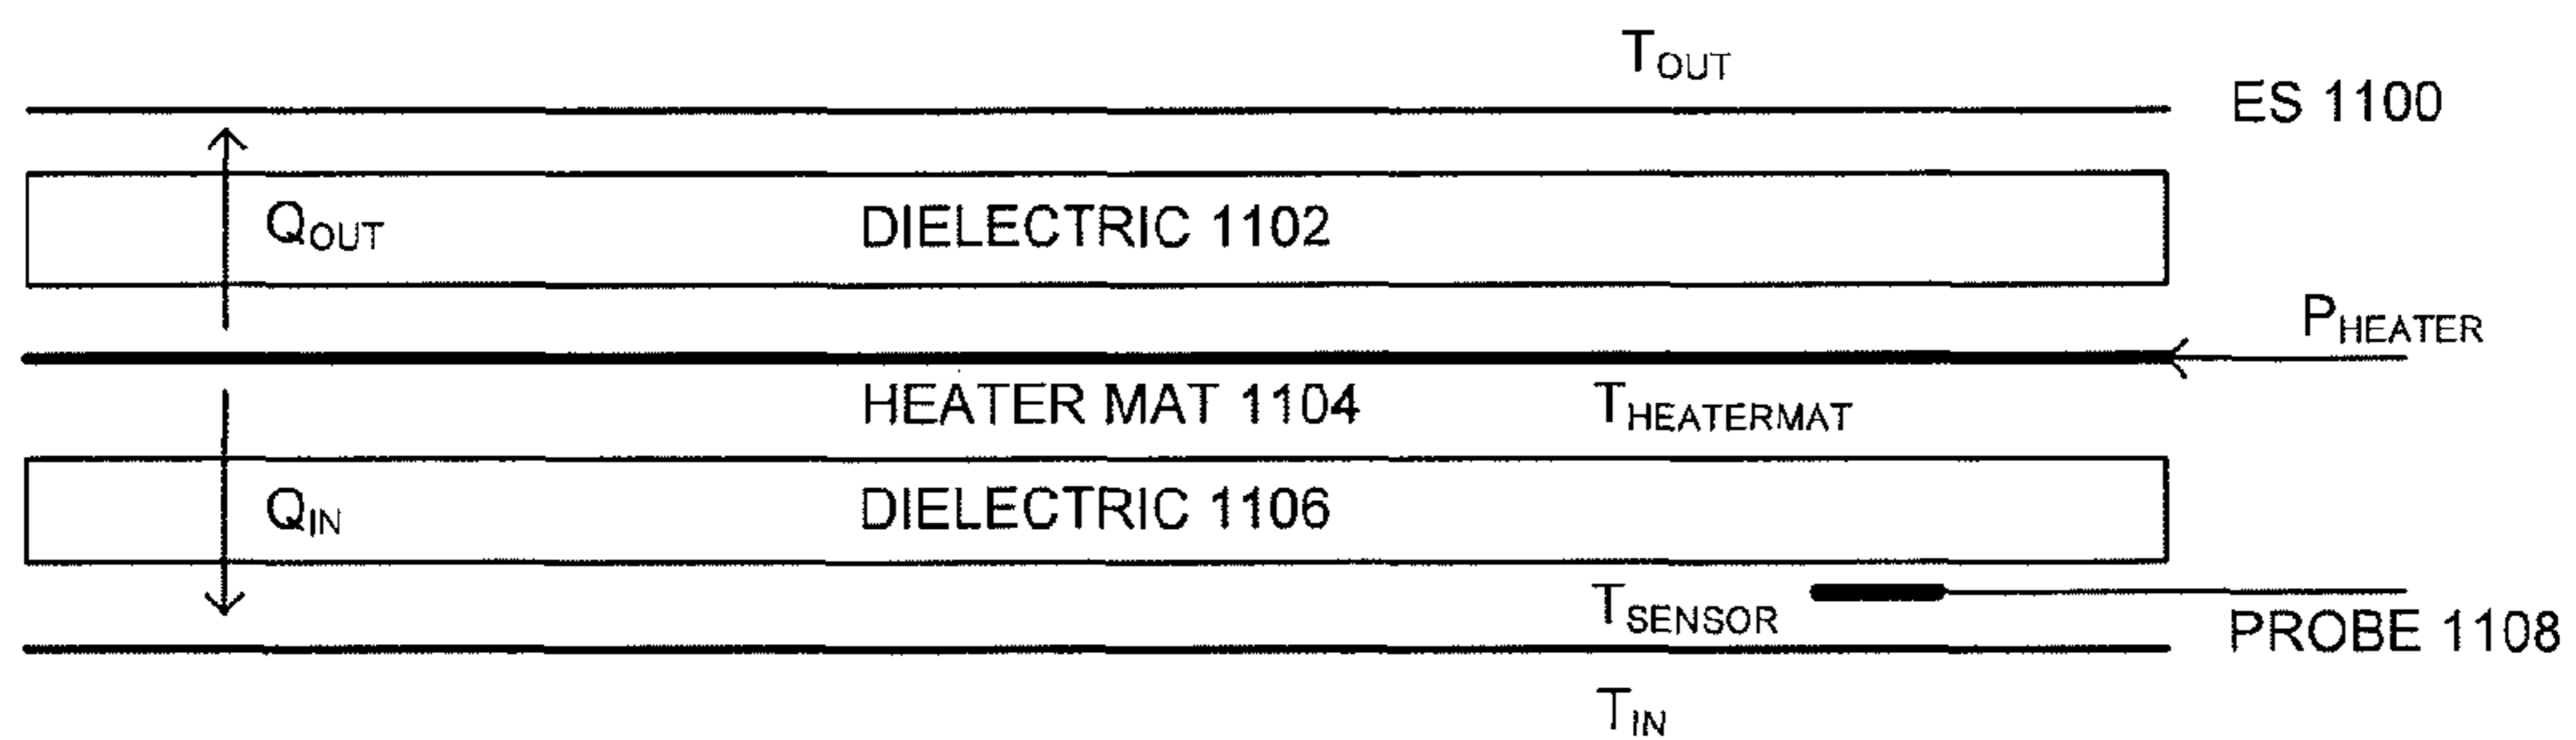 TOUT
ES 1100
QOUT
DIELECTRIC 1102
PHEATER
HEATER MAT 1104
THEATERMAT
QIN
DIELECTRIC 1106
TSENSOR
PROBE 1108
TIN